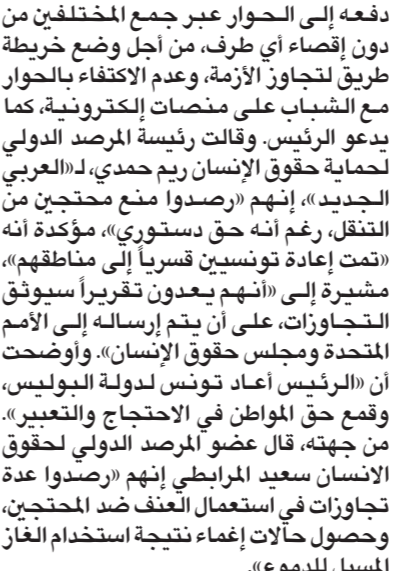 دفعه إلى الحوار عبر جمع المختلفين من
دون إقصاء أي طرف، من أجل وضع خريطة
طريق لتجاوز الأزمة، وعدم الاكتفاء بالحوار
مع الشباب على منصات إلكترونية، كما
يدعو الرئيس. وقالت رئيسة المرصد الدولي
لحماية حقوق الإنسان ريم حمدي، لـ«العربي
الجديد»، إنهم «رصدوا منع محتجين من
التنقل، رغم أنه حق دستوري»، مؤكدة أنه
«تمت إعادة تونسيين قسرياً إلى مناطقهم»،
مشيرة إلى «أنهم يعدون تقريراً سيوثق
التجاوزات، على أن يتم إرساله إلى الأمم
المتحدة ومجلس حقوق الإنسان». وأوضحت
أن «الرئيس أعاد تونس لدولة البوليس،
وقمع حق المواطن في الاحتجاج والتعبير».
من جهته، قال عضو المرصد الدولي لحقوق
الانسان سعيد المرابطي إنهم «رصدوا عدة
تجاوزات في استعمال العنف ضد المحتجين،
وحصول حالات إغماء نتيجة استخدام الغاز
المسيل للدموع».